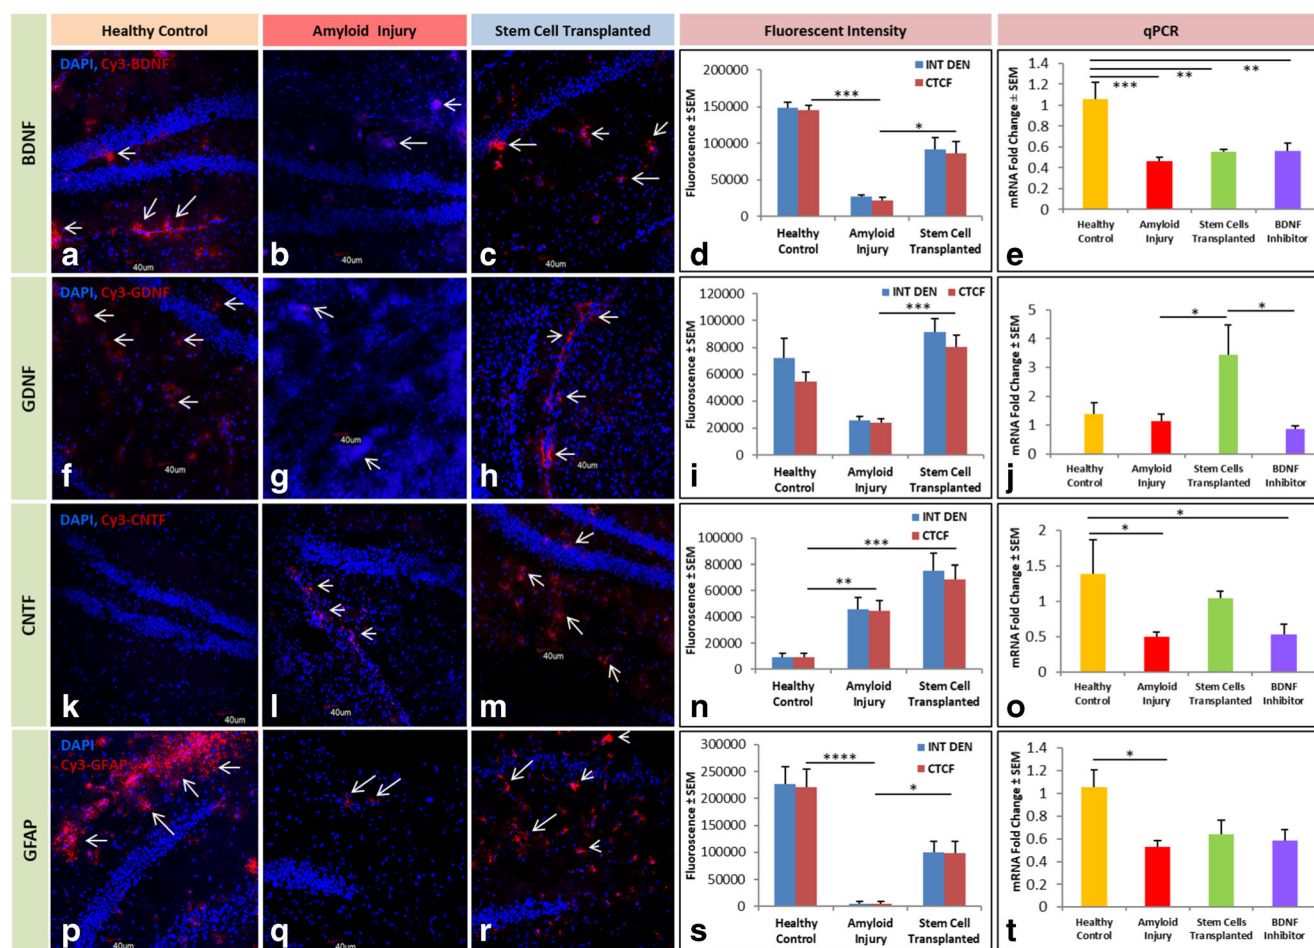 Healthy Control
Amyloid Injury
Stem Cell Transplanted
Fluorescent Intensity
qPCR
BDNF
DAPI, Cy3-BDNF
40um
a
40um
b
40um
c
Fluorescence ± SEM
200000
150000
100000
50000
0
INT DEN
CTCF
***
*
Healthy Control
Amyloid Injury
Stem Cell Transplanted
d
mRNA Fold Change ± SEM
1.4
1.2
1
0.8
0.6
0.4
0.2
0
**
**
***
Healthy Control
Amyloid Injury
Stem Cells Transplanted
BDNF Inhibitor
e
GDNF
DAPI, Cy3-GDNF
40um
f
40um
g
40um
h
Fluorescence ± SEM
120000
100000
80000
60000
40000
20000
0
INT DEN
CTCF
***
Healthy Control
Amyloid Injury
Stem Cell Transplanted
i
mRNA Fold Change ± SEM
5
4
3
2
1
0
*
*
Healthy Control
Amyloid Injury
Stem Cells Transplanted
BDNF Inhibitor
j
CNTF
DAPI, Cy3-CNTF
40um
k
40um
l
40um
m
Fluorescence ± SEM
100000
80000
60000
40000
20000
0
INT DEN
CTCF
***
**
Healthy Control
Amyloid Injury
Stem Cell Transplanted
n
mRNA Fold Change ± SEM
2
1.5
1
0.5
0
*
*
Healthy Control
Amyloid Injury
Stem Cells Transplanted
BDNF Inhibitor
o
GFAP
DAPI
Cy3-GFAP
40um
p
40um
q
40um
r
Fluorescence ± SEM
300000
250000
200000
150000
100000
50000
0
INT DEN
CTCF
****
*
Healthy Control
Amyloid Injury
Stem Cell Transplanted
s
mRNA Fold Change ± SEM
1.4
1.2
1
0.8
0.6
0.4
0.2
0
*
Healthy Control
Amyloid Injury
Stem Cells Transplanted
BDNF Inhibitor
t